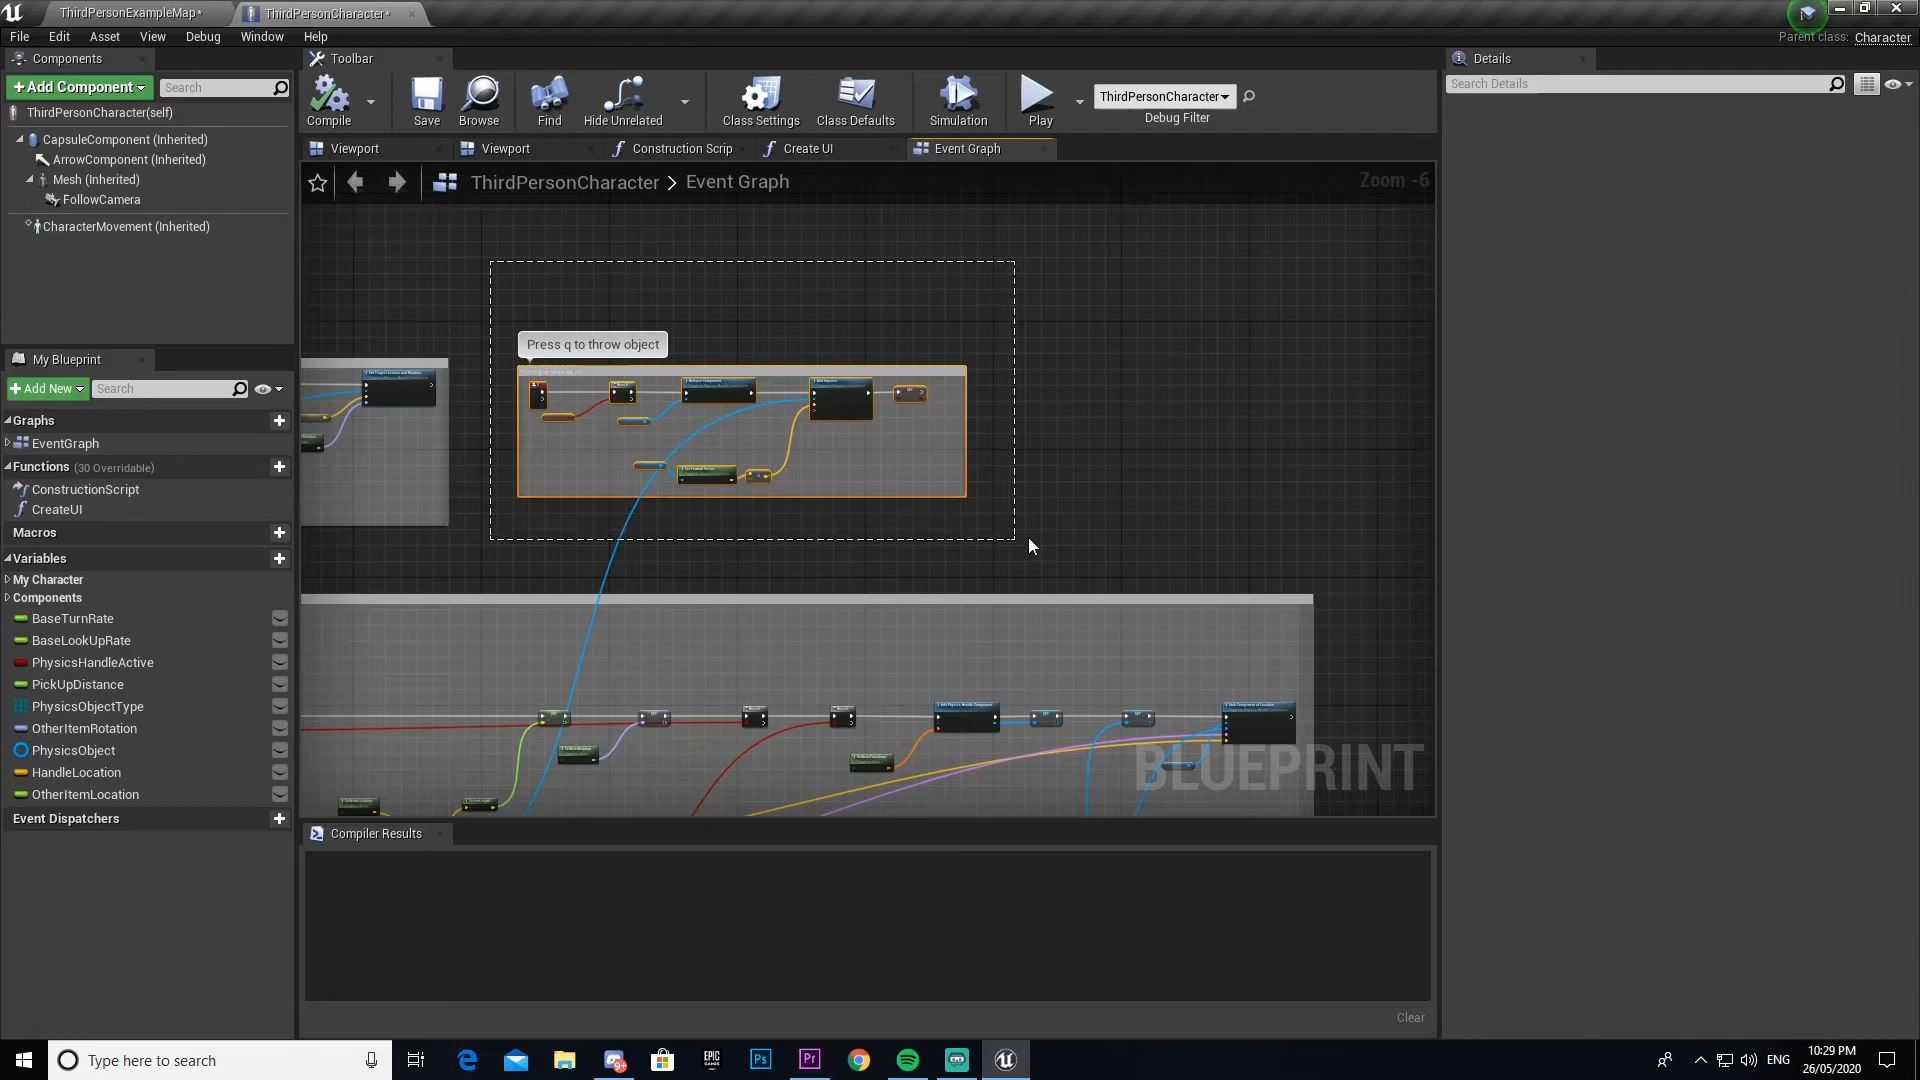 ThirdPersonExampleMap*
ThirdPersonCharacter*
File Edit Asset View Debug Window Help
Parent class: Character
Components
+ Add Component
Search
ThirdPersonCharacter(self)
CapsuleComponent (Inherited)
ArrowComponent (Inherited)
Mesh (Inherited)
FollowCamera
CharacterMovement (Inherited)
My Blueprint
+ Add New
Search
Graphs
EventGraph
Functions (30 Overridable)
ConstructionScript
CreateUI
Macros
Variables
My Character
Components
BaseTurnRate
BaseLookUpRate
PhysicsHandleActive
PickUpDistance
PhysicsObjectType
OtherItemRotation
PhysicsObject
HandleLocation
OtherItemLocation
Event Dispatchers
Toolbar
Compile
Save
Browse
Find
Hide Unrelated
Class Settings
Class Defaults
Simulation
Play
ThirdPersonCharacter
Debug Filter
Viewport
Viewport
Construction Scrip
Create UI
Event Graph
ThirdPersonCharacter > Event Graph
Zoom -6
Press q to throw object
BLUEPRINT
Compiler Results
Clear
Details
Search Details
Type here to search
9+
EPIC GAMES
Ps
Pr
ENG
10:29 PM
26/05/2020